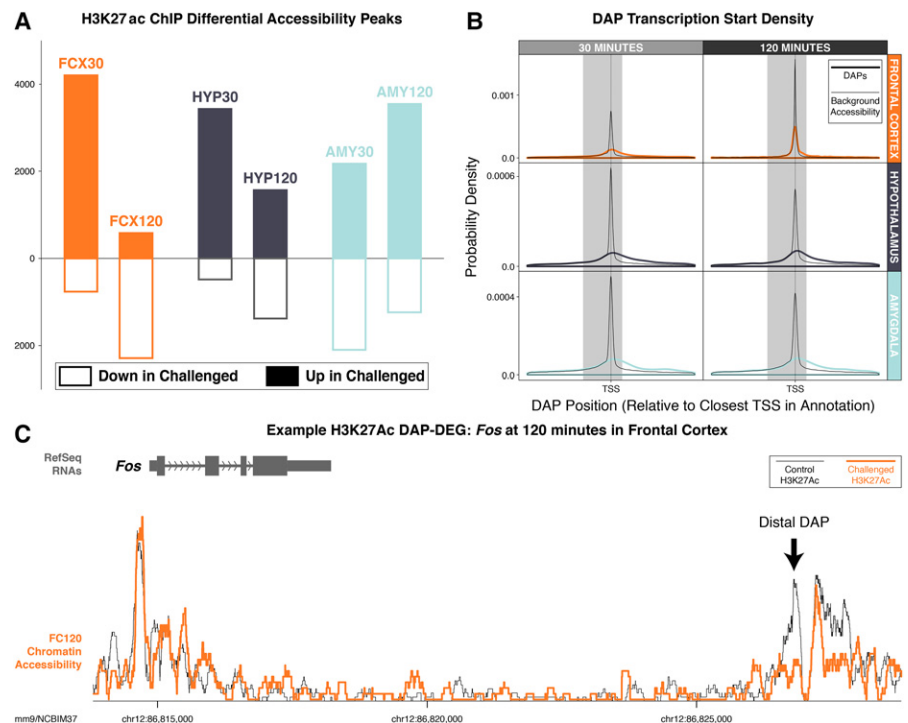 A
H3K27ac ChIP Differential Accessibility Peaks
FCX30
FCX120
HYP30
HYP120
AMY30
AMY120
4000
2000
0
2000
Down in Challenged
Up in Challenged
B
DAP Transcription Start Density
30 MINUTES
120 MINUTES
DAPs
Background
Accessibility
FRONTAL CORTEX
HYPOTHALAMUS
AMYGDALA
Probability Density
0.001
0.0
0.0006
0.0
0.0004
0.0
TSS
TSS
DAP Position (Relative to Closest TSS in Annotation)
C
Example H3K27Ac DAP-DEG: Fos at 120 minutes in Frontal Cortex
RefSeq
RNAs
Fos
Control
H3K27Ac
Challenged
H3K27Ac
Distal DAP
FC120
Chromatin
Accessibility
mm9/NCBIM37
chr12:86,815,000
chr12:86,820,000
chr12:86,825,000